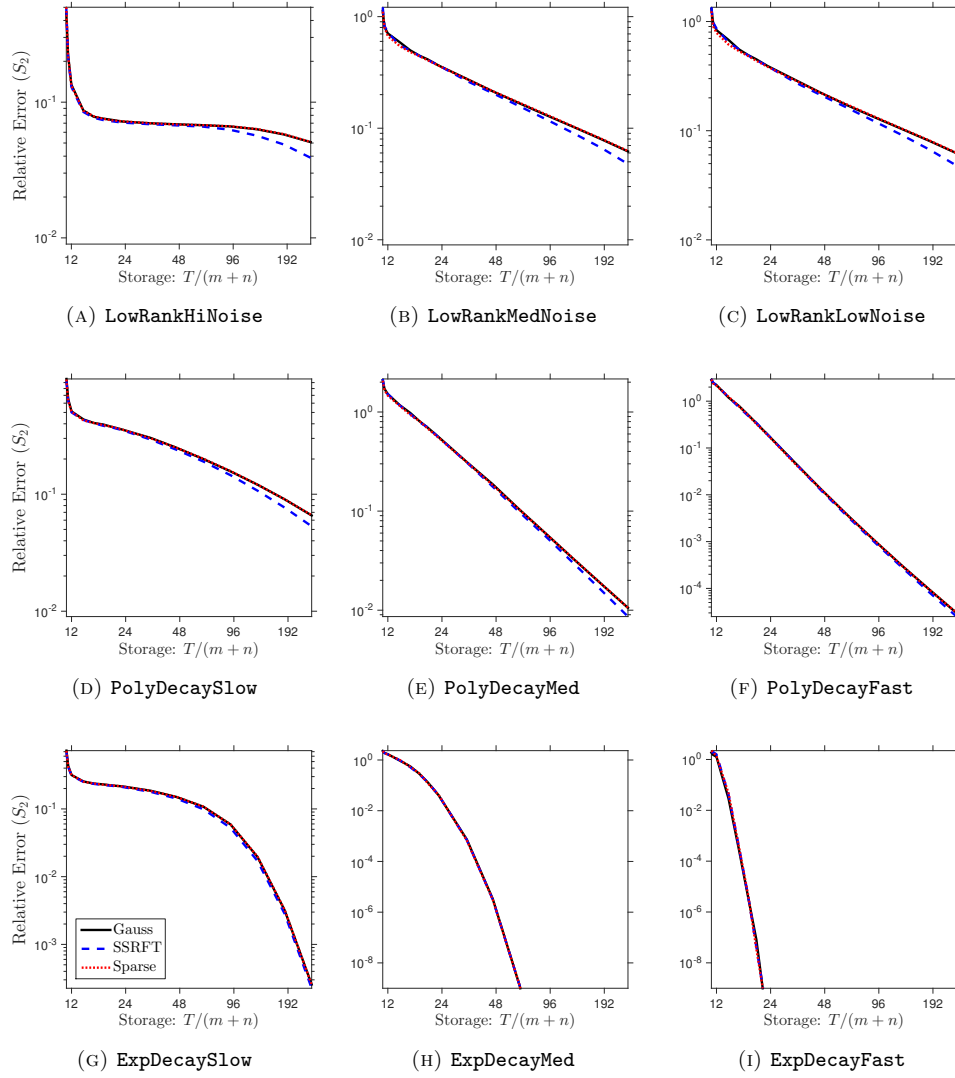 Relative Error (S₂)
10⁻¹
10⁻²
12 24 48 96 192
Storage: T/(m + n)
(A) LowRankHiNoise
10⁰
10⁻¹
10⁻²
12 24 48 96 192
Storage: T/(m + n)
(B) LowRankMedNoise
10⁰
10⁻¹
10⁻²
12 24 48 96 192
Storage: T/(m + n)
(C) LowRankLowNoise
Relative Error (S₂)
10⁻¹
10⁻²
12 24 48 96 192
Storage: T/(m + n)
(D) PolyDecaySlow
10⁰
10⁻¹
10⁻²
12 24 48 96 192
Storage: T/(m + n)
(E) PolyDecayMed
10⁰
10⁻¹
10⁻²
10⁻³
10⁻⁴
12 24 48 96 192
Storage: T/(m + n)
(F) PolyDecayFast
Relative Error (S₂)
10⁻¹
10⁻²
10⁻³
Gauss
SSRFT
Sparse
12 24 48 96 192
Storage: T/(m + n)
(G) ExpDecaySlow
10⁰
10⁻²
10⁻⁴
10⁻⁶
10⁻⁸
12 24 48 96 192
Storage: T/(m + n)
(H) ExpDecayMed
10⁰
10⁻²
10⁻⁴
10⁻⁶
10⁻⁸
12 24 48 96 192
Storage: T/(m + n)
(I) ExpDecayFast